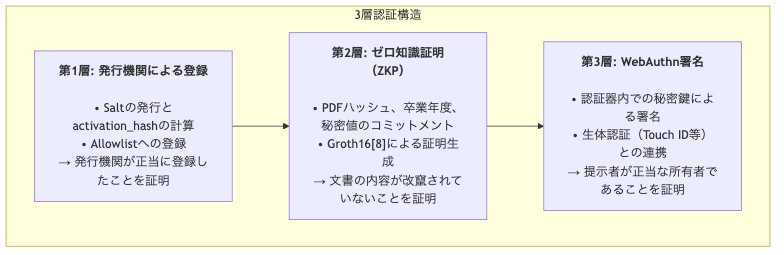 3層認証構造
第1層: 発行機関による登録
• Saltの発行と
activation_hashの計算
• Allowlistへの登録
→ 発行機関が正当に登録し
たことを証明
第2層: ゼロ知識証明
（ZKP）
• PDFハッシュ、卒業年度、
秘密値のコミットメント
• Groth16[8]による証明生
成
→ 文書の内容が改竄されて
いないことを証明
第3層: WebAuthn署名
• 認証器内での秘密鍵によ
る署名
• 生体認証（Touch ID等）
との連携
→ 提示者が正当な所有者で
あることを証明